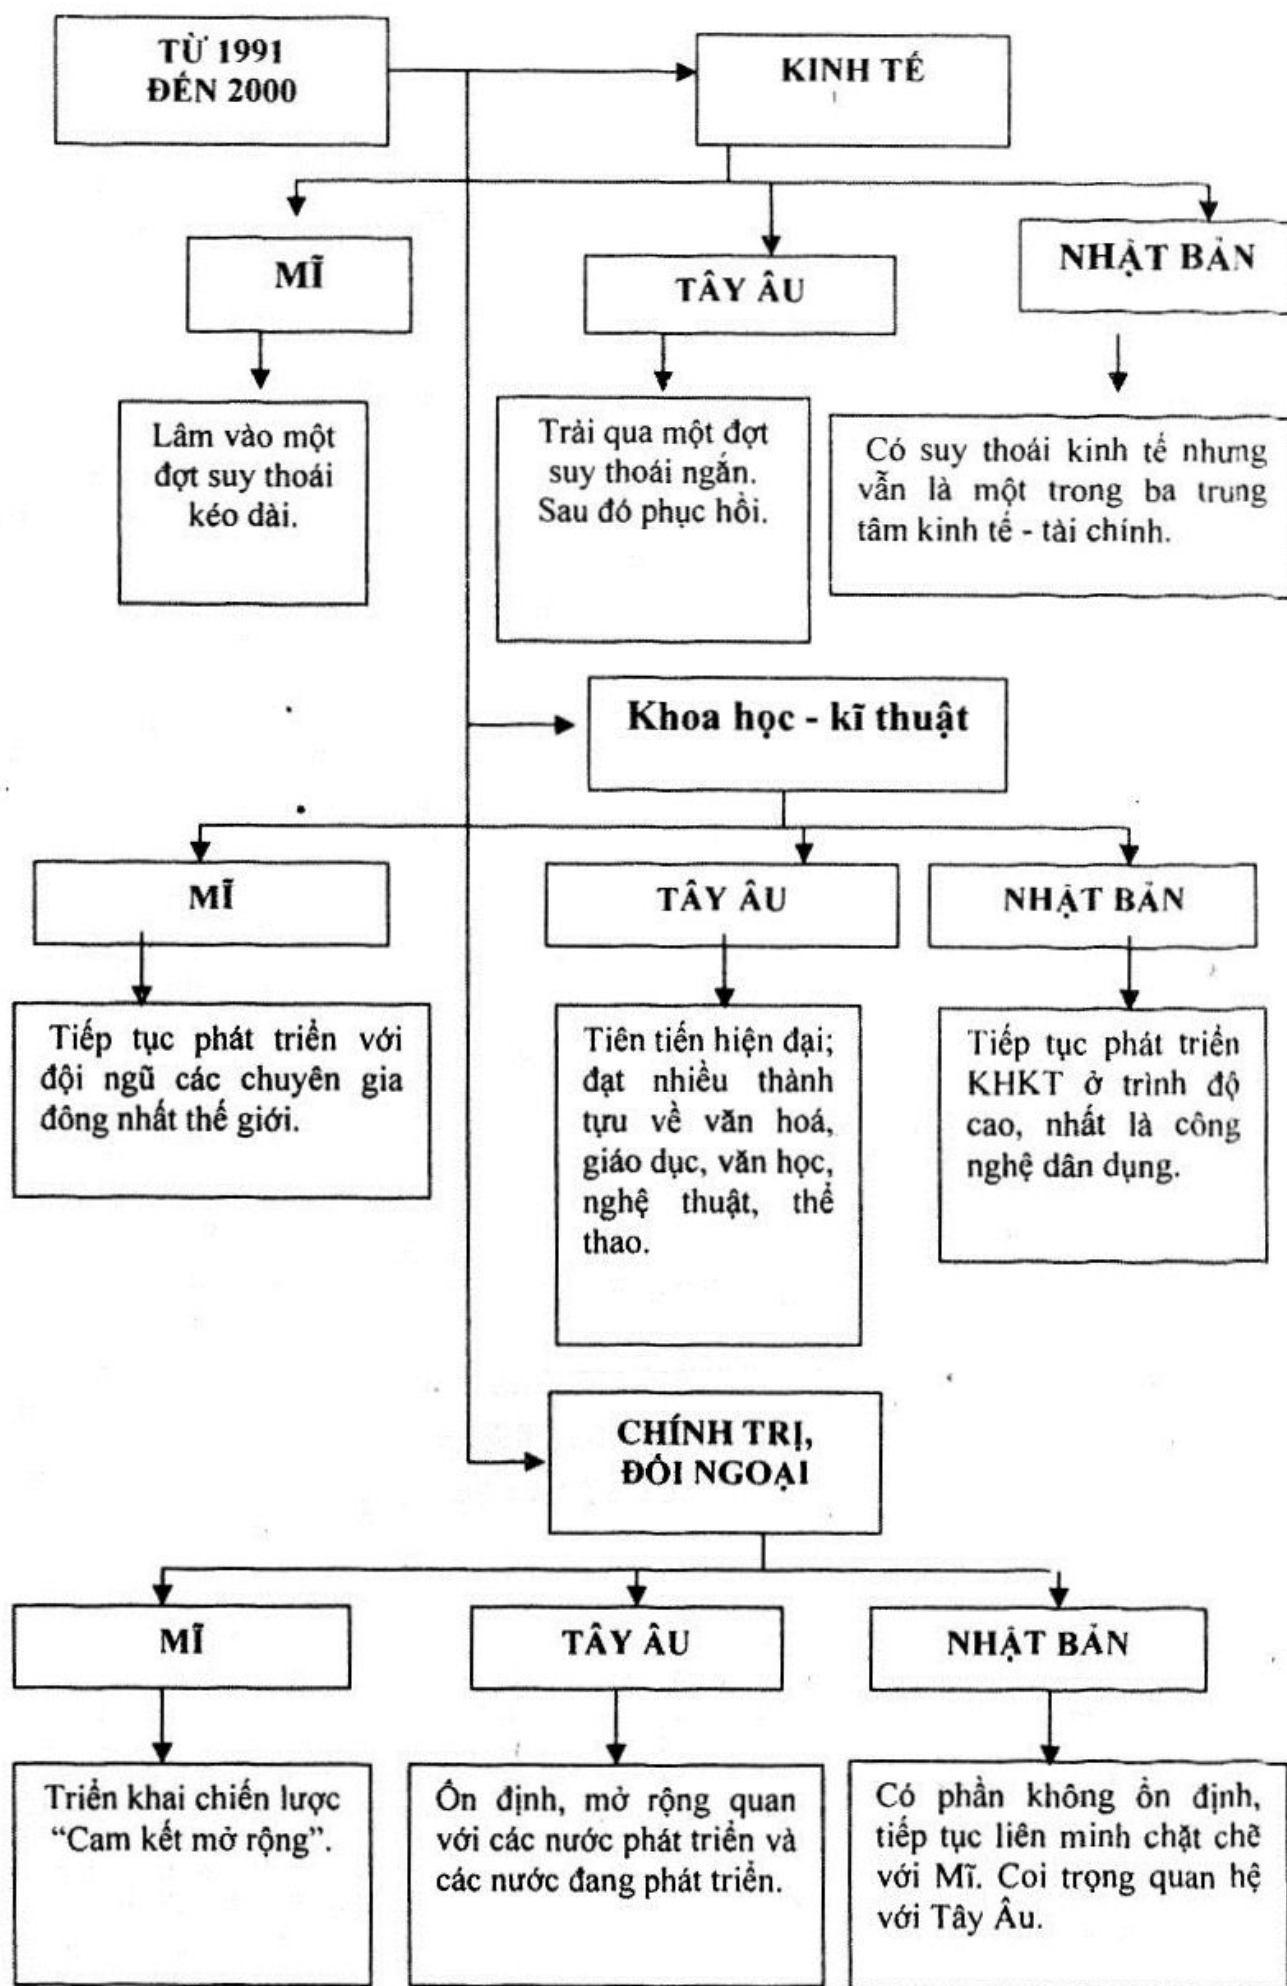 TỪ 1991
ĐẾN 2000
KINH TẾ
MĨ
TÂY ÂU
NHẬT BẢN
Lâm vào một
đợt suy thoái
kéo dài.
Trải qua một đợt
suy thoái ngắn.
Sau đó phục hồi.
Có suy thoái kinh tế nhưng
vẫn là một trong ba trung
tâm kinh tế - tài chính.
Khoa học - kĩ thuật
MĨ
TÂY ÂU
NHẬT BẢN
Tiếp tục phát triển với
đội ngũ các chuyên gia
đông nhất thế giới.
Tiên tiến hiện đại;
đạt nhiều thành
tựu về văn hoá,
giáo dục, văn học,
nghệ thuật, thể
thao.
Tiếp tục phát triển
KHKT ở trình độ
cao, nhất là công
nghệ dân dụng.
CHÍNH TRỊ,
ĐỐI NGOẠI
MĨ
TÂY ÂU
NHẬT BẢN
Triển khai chiến lược
“Cam kết mở rộng”.
Ổn định, mở rộng quan
với các nước phát triển và
các nước đang phát triển.
Có phần không ổn định,
tiếp tục liên minh chặt chẽ
với Mĩ. Coi trọng quan hệ
với Tây Âu.